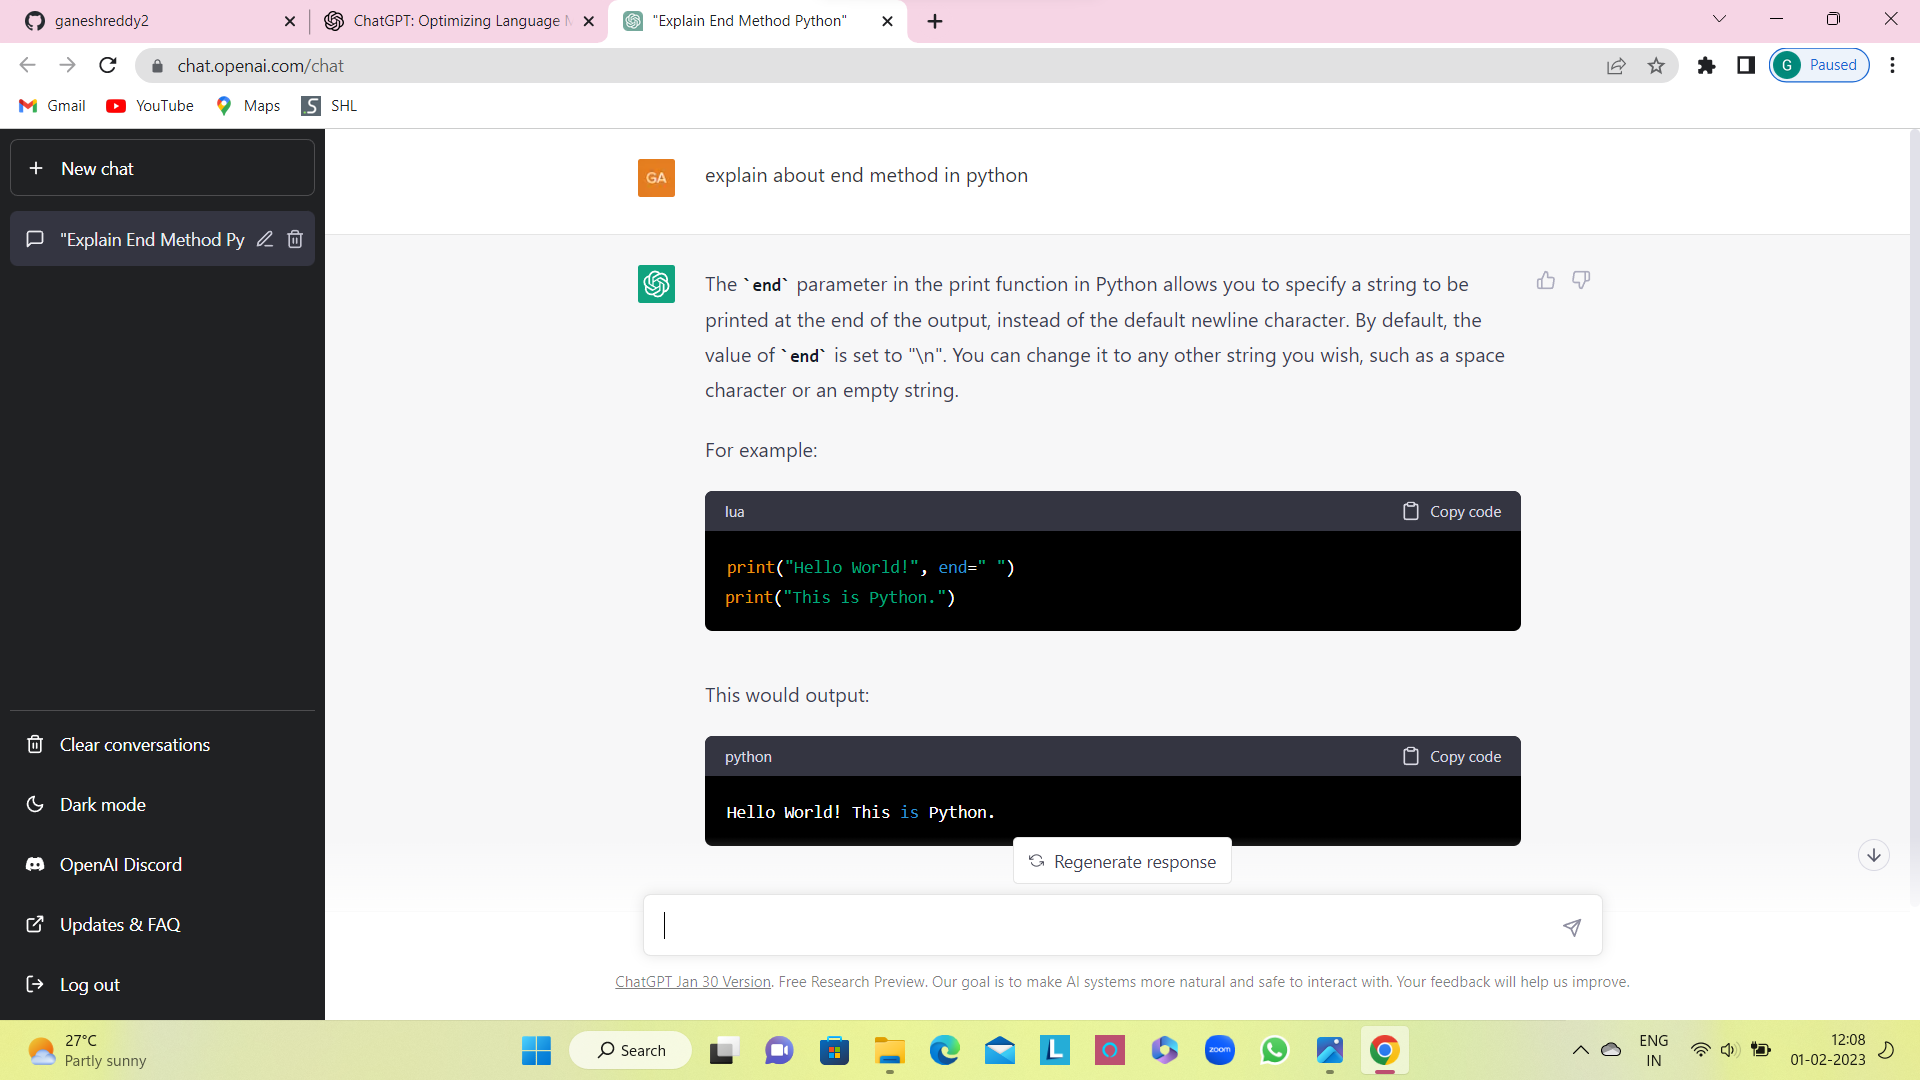 ganeshreddy2
ChatGPT: Optimizing Language M
"Explain End Method Python"
chat.openai.com/chat
G
Paused
Gmail
YouTube
Maps
SHL
New chat
"Explain End Method Py
Clear conversations
Dark mode
OpenAI Discord
Updates & FAQ
Log out
GA
explain about end method in python
The `end` parameter in the print function in Python allows you to specify a string to be
printed at the end of the output, instead of the default newline character. By default, the
value of `end` is set to "\n". You can change it to any other string you wish, such as a space
character or an empty string.
For example:
lua
Copy code
print("Hello World!", end=" ")
print("This is Python.")
This would output:
python
Copy code
Hello World! This is Python.
Regenerate response
ChatGPT Jan 30 Version. Free Research Preview. Our goal is to make AI systems more natural and safe to interact with. Your feedback will help us improve.
27°C
Partly sunny
Search
L
zoom
ENG
IN
12:08
01-02-2023